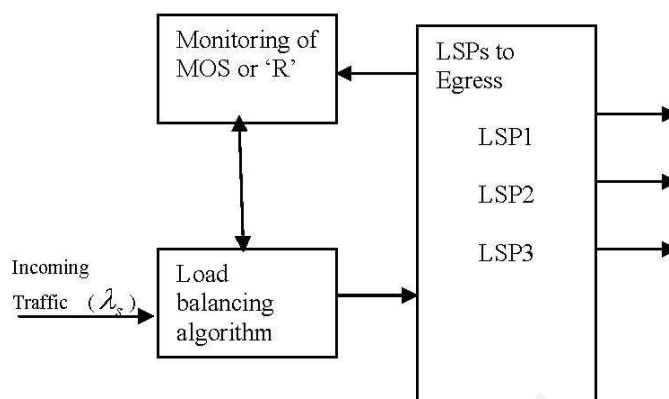 Monitoring of
MOS or ‘R’
LSPs to
Egress
LSP1
LSP2
LSP3
Incoming
Traffic (λₛ)
Load
balancing
algorithm